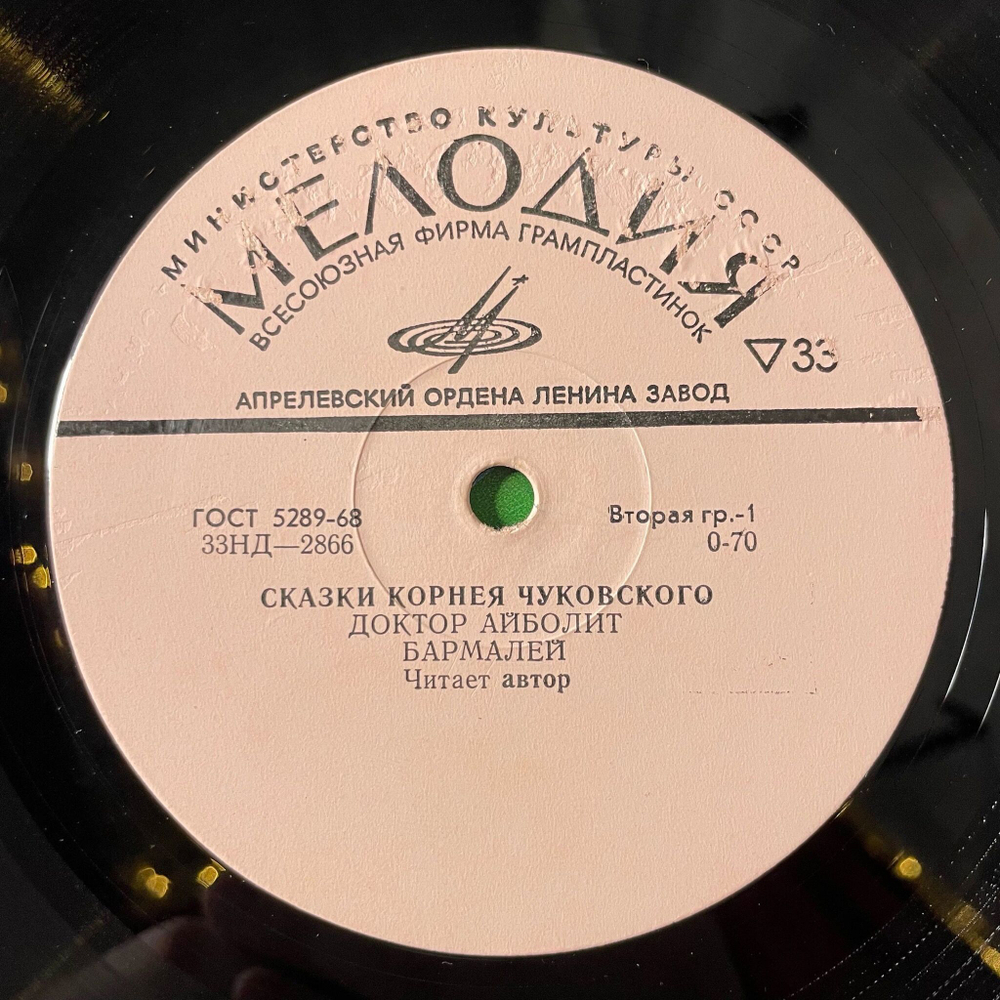 МИНИСТЕРСТВО КУЛЬТУРЫ СССР
МЕЛОДИЯ
ВСЕСОЮЗНАЯ ФИРМА ГРАМПЛАСТИНОК
▽33
АПРЕЛЕВСКИЙ ОРДЕНА ЛЕНИНА ЗАВОД
ГОСТ 5289-68
Вторая гр.-1
33НД—2866
0-70
СКАЗКИ КОРНЕЯ ЧУКОВСКОГО
ДОКТОР АЙБОЛИТ
БАРМАЛЕЙ
Читает автор